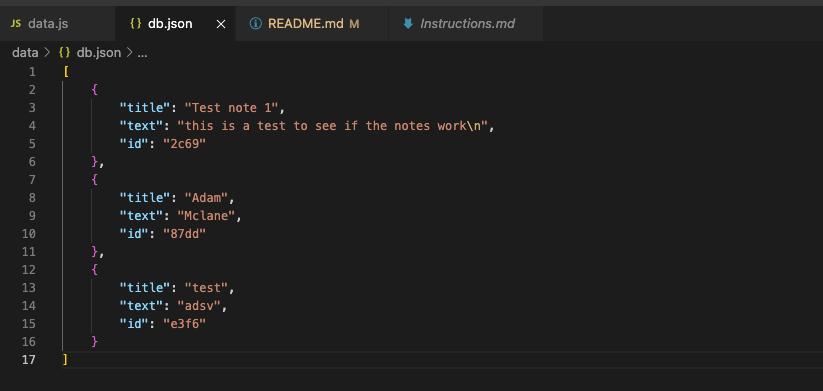 JS data.js {} db.json × ⓘ README.md M Instructions.md
data > {} db.json > ...
1 [
2 {
3 "title": "Test note 1",
4 "text": "this is a test to see if the notes work\n",
5 "id": "2c69"
6 },
7 {
8 "title": "Adam",
9 "text": "Mclane",
10 "id": "87dd"
11 },
12 {
13 "title": "test",
14 "text": "adsv",
15 "id": "e3f6"
16 }
17 ]